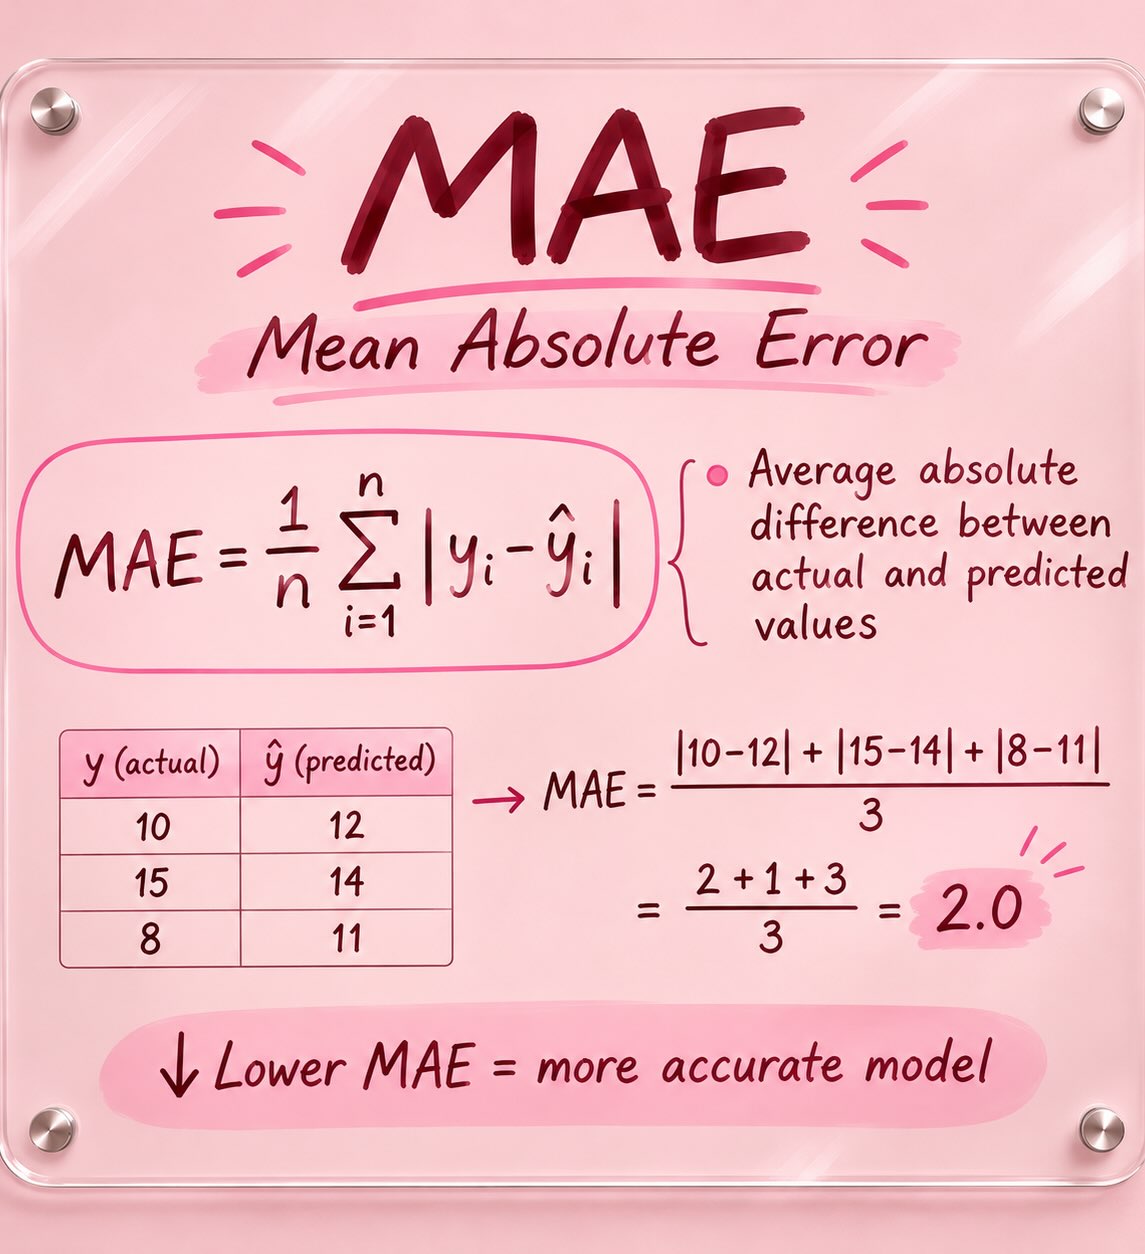 MAE
Mean Absolute Error
MAE = 1/n n∑i=1 |yi - ŷi|
Average absolute
difference between
actual and predicted
values
y (actual) ŷ (predicted)
10 12
15 14
8 11
→ MAE = |10-12| + |15-14| + |8-11|
3
= 2 + 1 + 3 = 2.0
3
↓ Lower MAE = more accurate model